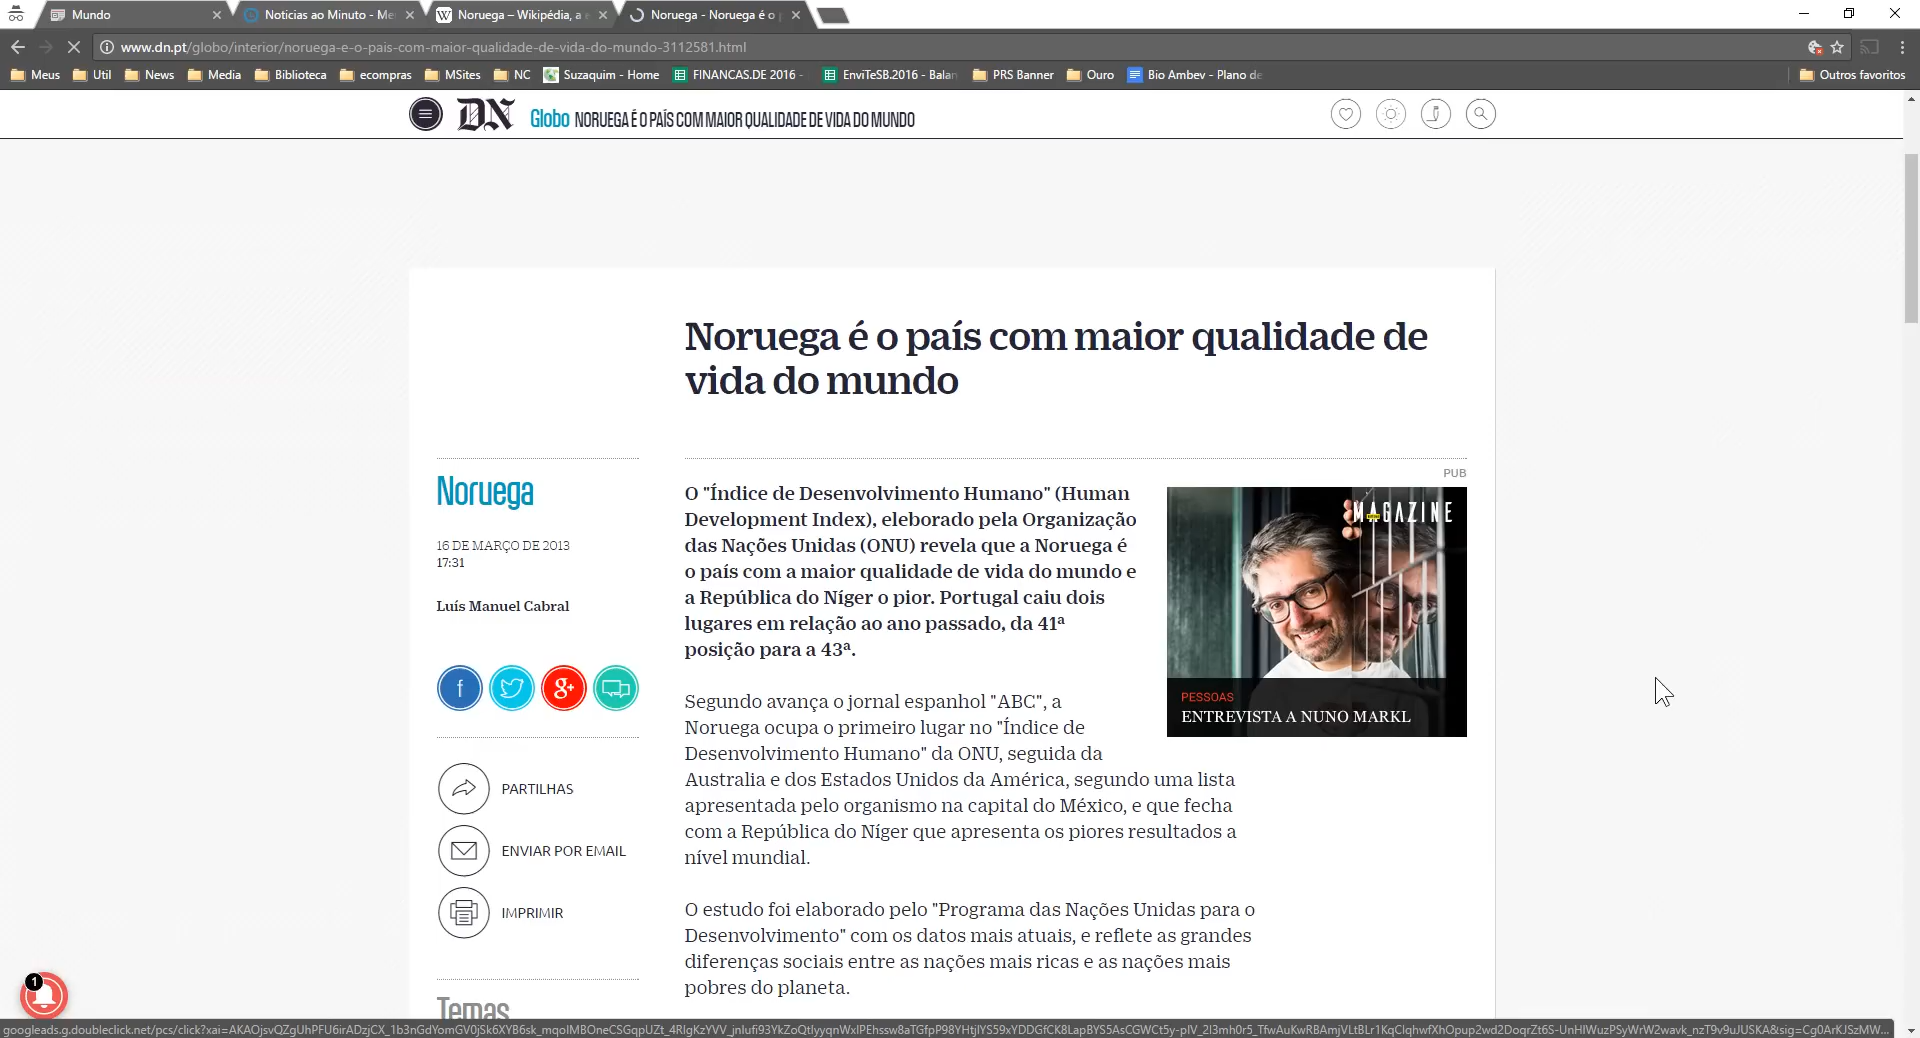 Mundo
Noticias ao Minuto - Me
Noruega – Wikipédia, a e
Noruega - Noruega é o p
www.dn.pt/globo/interior/noruega-e-o-pais-com-maior-qualidade-de-vida-do-mundo-3112581.html
Meus Util News Media Biblioteca ecompras MSites NC Suzaquim - Home FINANCAS.DE 2016 - EnviTeSB.2016 - Balan PRS Banner Ouro Bio Ambev - Plano de Outros favoritos
DN Globo NORUEGA É O PAÍS COM MAIOR QUALIDADE DE VIDA DO MUNDO
Noruega é o país com maior qualidade de
vida do mundo
Noruega
16 DE MARÇO DE 2013
17:31
Luís Manuel Cabral
f
g+
PARTILHAS
ENVIAR POR EMAIL
IMPRIMIR
Temas
1
O "Índice de Desenvolvimento Humano" (Human
Development Index), eleborado pela Organização
das Nações Unidas (ONU) revela que a Noruega é
o país com a maior qualidade de vida do mundo e
a República do Níger o pior. Portugal caiu dois
lugares em relação ao ano passado, da 41ª
posição para a 43ª.
Segundo avança o jornal espanhol "ABC", a
Noruega ocupa o primeiro lugar no "Índice de
Desenvolvimento Humano" da ONU, seguida da
Australia e dos Estados Unidos da América, segundo uma lista
apresentada pelo organismo na capital do México, e que fecha
com a República do Níger que apresenta os piores resultados a
nível mundial.
O estudo foi elaborado pelo "Programa das Nações Unidas para o
Desenvolvimento" com os datos mais atuais, e reflete as grandes
diferenças sociais entre as nações mais ricas e as nações mais
pobres do planeta.
PUB
MAGAZINE
PESSOAS
ENTREVISTA A NUNO MARKL